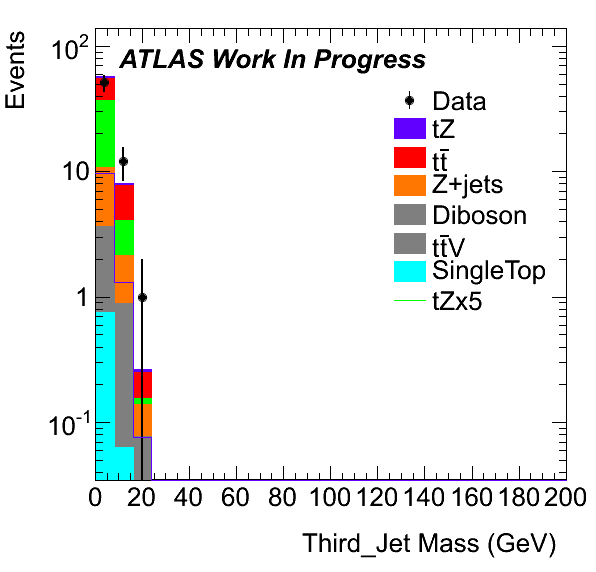 Events
10²
10
1
10⁻¹
ATLAS Work In Progress
Data
tZ
tt̄
Z+jets
Diboson
tt̄V
SingleTop
tZx5
0 20 40 60 80 100 120 140 160 180 200
Third_Jet Mass (GeV)